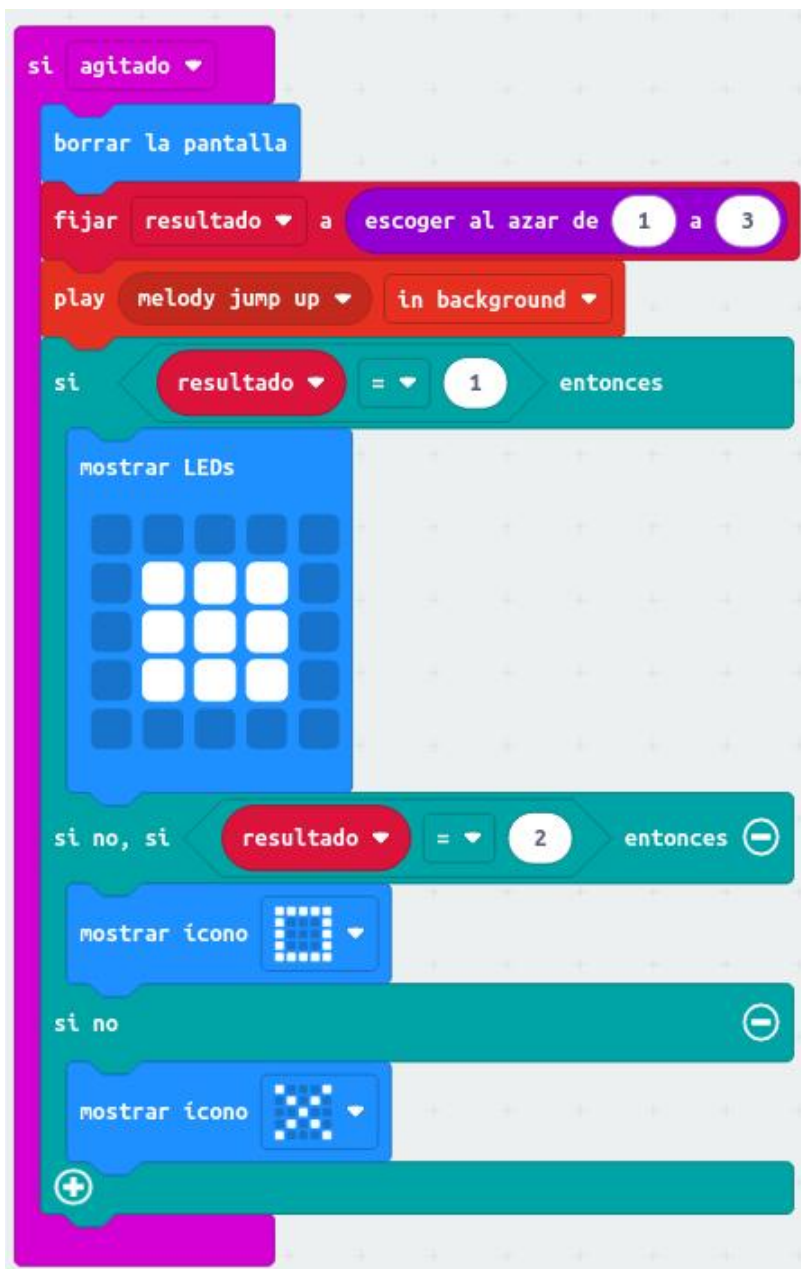 si agitado
borrar la pantalla
fijar resultado a escoger al azar de 1 a 3
play melody jump up in background
si resultado = 1 entonces
mostrar LEDs
si no, si resultado = 2 entonces
mostrar ícono
si no
mostrar ícono